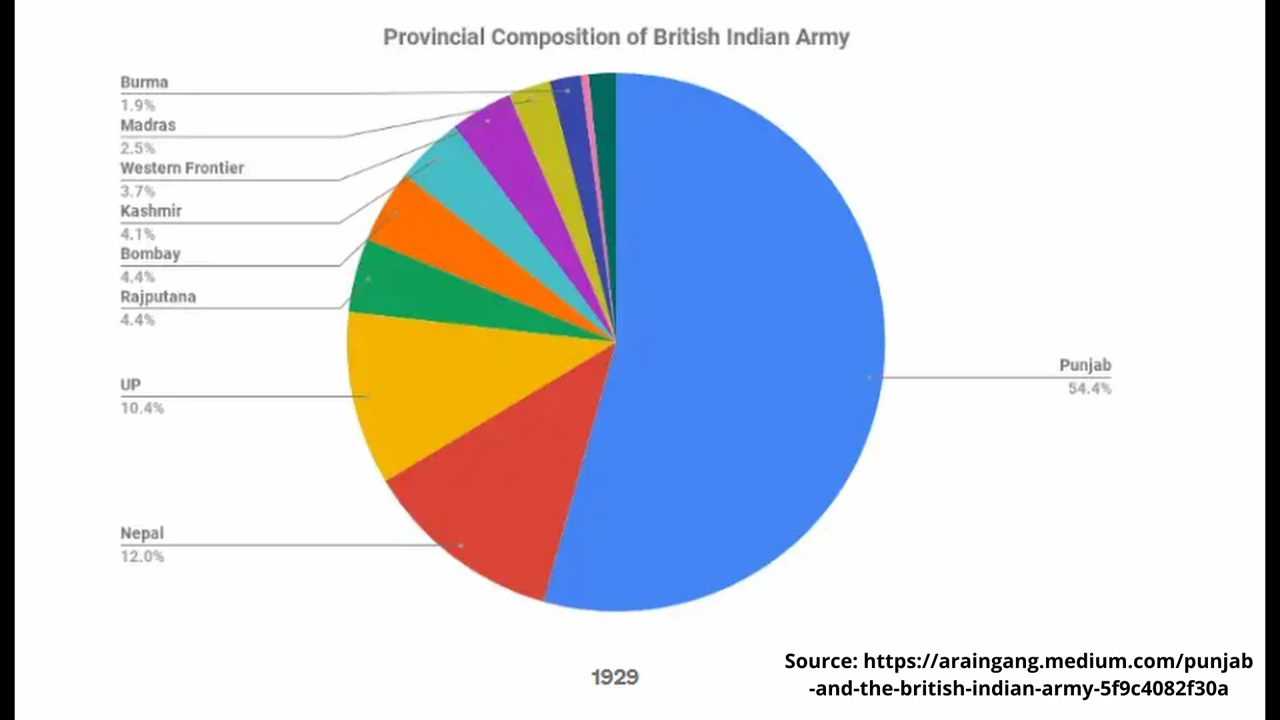 Provincial Composition of British Indian Army
Burma
1.9%
Madras
2.5%
Western Frontier
3.7%
Kashmir
4.1%
Bombay
4.4%
Rajputana
4.4%
UP
10.4%
Nepal
12.0%
Punjab
54.4%
1929
Source: https://araingang.medium.com/punjab
-and-the-british-indian-army-5f9c4082f30a